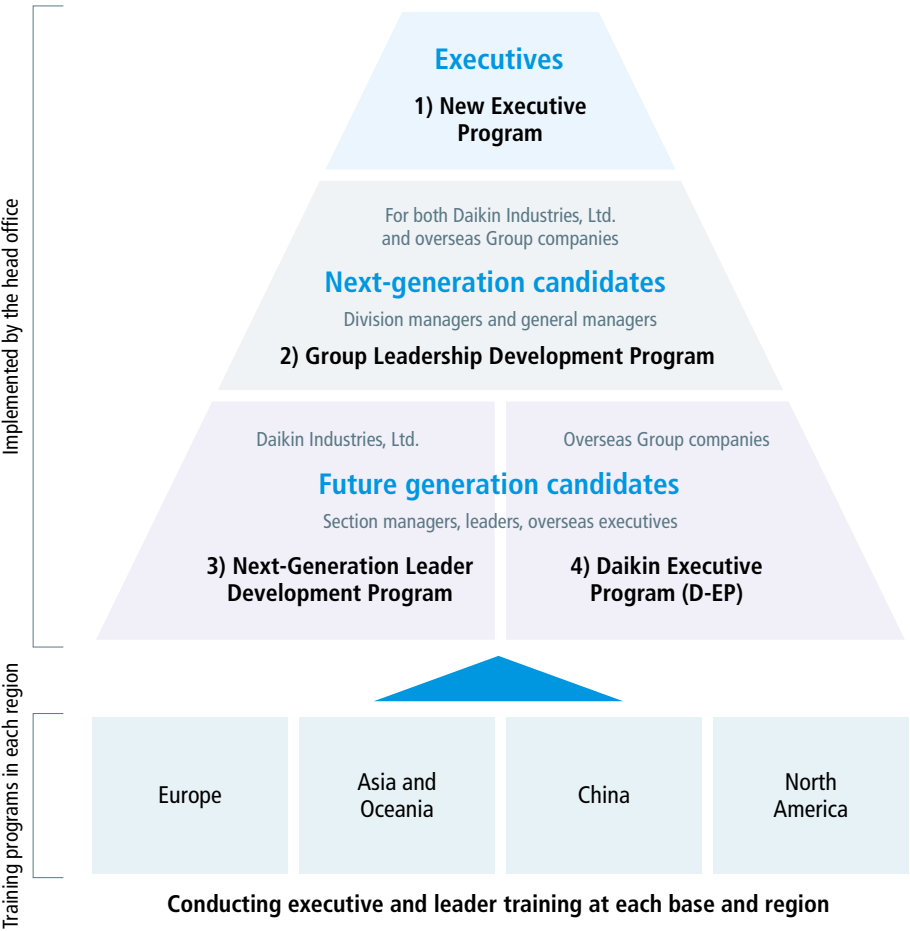 Implemented by the head office
Executives
1) New Executive
Program
For both Daikin Industries, Ltd.
and overseas Group companies
Next-generation candidates
Division managers and general managers
2) Group Leadership Development Program
Daikin Industries, Ltd.
Overseas Group companies
Future generation candidates
Section managers, leaders, overseas executives
3) Next-Generation Leader
Development Program
4) Daikin Executive
Program (D-EP)
Training programs in each region
Europe
Asia and
Oceania
China
North
America
Conducting executive and leader training at each base and region